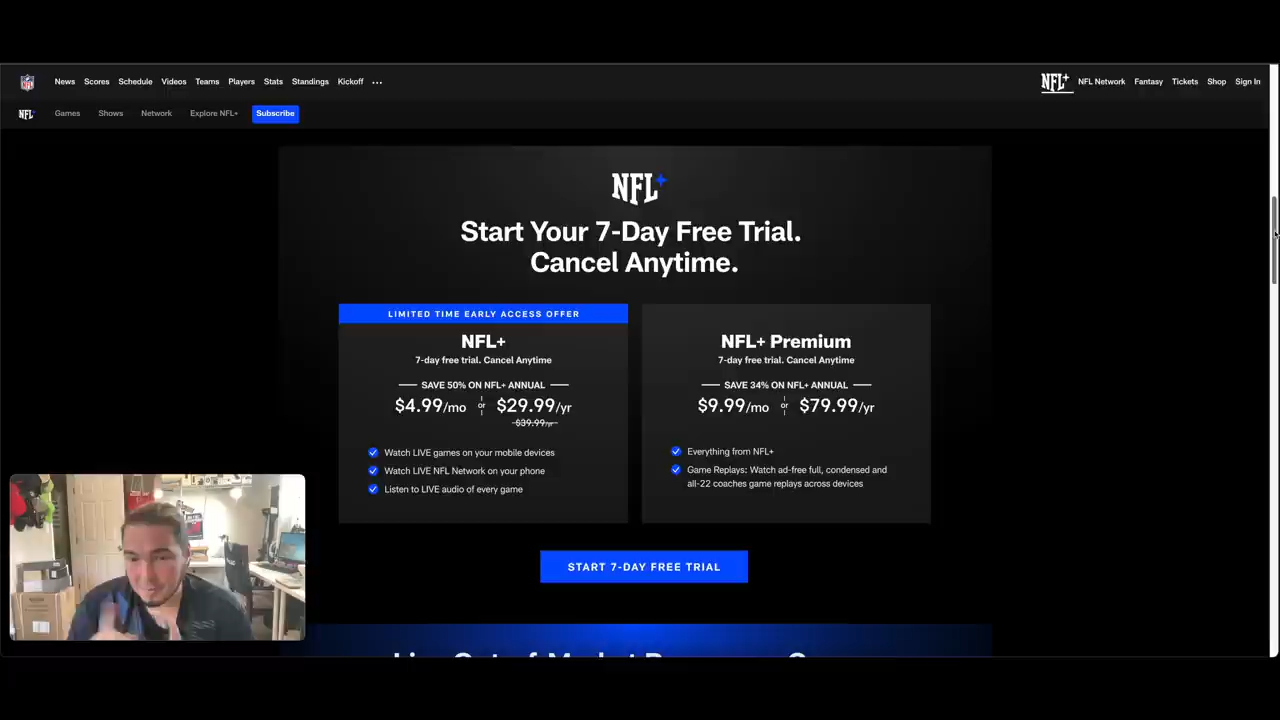 NFL
News Scores Schedule Videos Teams Players Stats Standings Kickoff ...
NFL+ NFL Network Fantasy Tickets Shop Sign In
NFL+ Games Shows Network Explore NFL+ Subscribe
NFL+
Start Your 7-Day Free Trial.
Cancel Anytime.
LIMITED TIME EARLY ACCESS OFFER
NFL+
7-day free trial. Cancel Anytime
SAVE 50% ON NFL+ ANNUAL
$4.99/mo or $29.99/yr
$39.99/yr
Watch LIVE games on your mobile devices
Watch LIVE NFL Network on your phone
Listen to LIVE audio of every game
NFL+ Premium
7-day free trial. Cancel Anytime
SAVE 34% ON NFL+ ANNUAL
$9.99/mo or $79.99/yr
Everything from NFL+
Game Replays: Watch ad-free full, condensed and
all-22 coaches game replays across devices
START 7-DAY FREE TRIAL